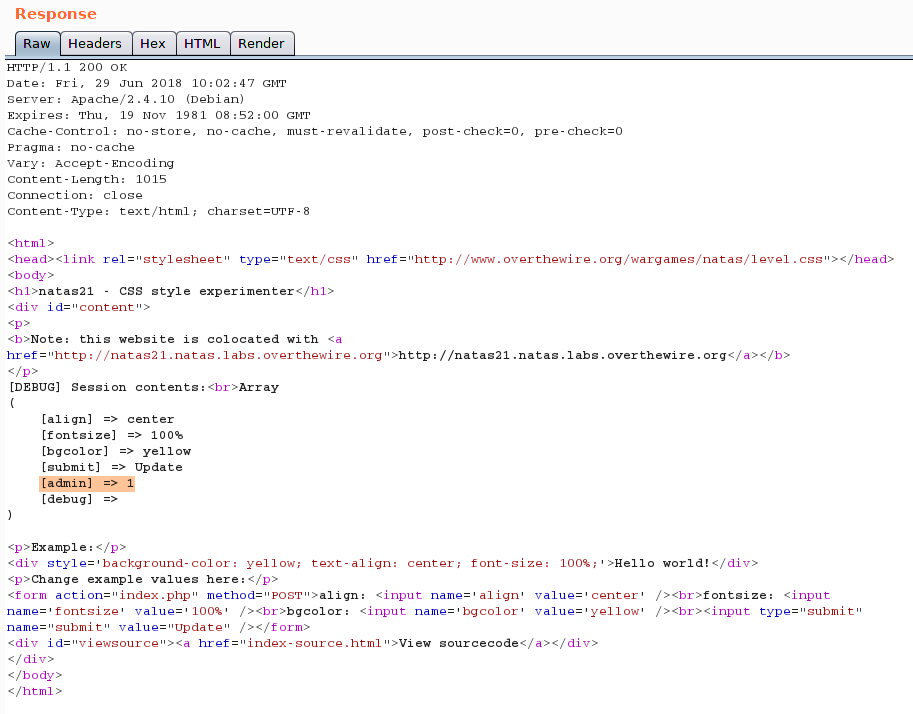 Response
Raw Headers Hex HTML Render
HTTP/1.1 200 OK
Date: Fri, 29 Jun 2018 10:02:47 GMT
Server: Apache/2.4.10 (Debian)
Expires: Thu, 19 Nov 1981 08:52:00 GMT
Cache-Control: no-store, no-cache, must-revalidate, post-check=0, pre-check=0
Pragma: no-cache
Vary: Accept-Encoding
Content-Length: 1015
Connection: close
Content-Type: text/html; charset=UTF-8

<html>
<head><link rel="stylesheet" type="text/css" href="http://www.overthewire.org/wargames/natas/level.css"></head>
<body>
<h1>natas21 - CSS style experimenter</h1>
<div id="content">
<p>
<b>Note: this website is colocated with <a
href="http://natas21.natas.labs.overthewire.org">http://natas21.natas.labs.overthewire.org</a></b>
</p>
[DEBUG] Session contents:<br>Array
(
    [align] => center
    [fontsize] => 100%
    [bgcolor] => yellow
    [submit] => Update
    [admin] => 1
    [debug] =>
)

<p>Example:</p>
<div style='background-color: yellow; text-align: center; font-size: 100%;'>Hello world!</div>
<p>Change example values here:</p>
<form action="index.php" method="POST">align: <input name='align' value='center' /><br>fontsize: <input
name='fontsize' value='100%' /><br>bgcolor: <input name='bgcolor' value='yellow' /><br><input type="submit"
name="submit" value="Update" /></form>
<div id="viewsource"><a href="index-source.html">View sourcecode</a></div>
</div>
</body>
</html>